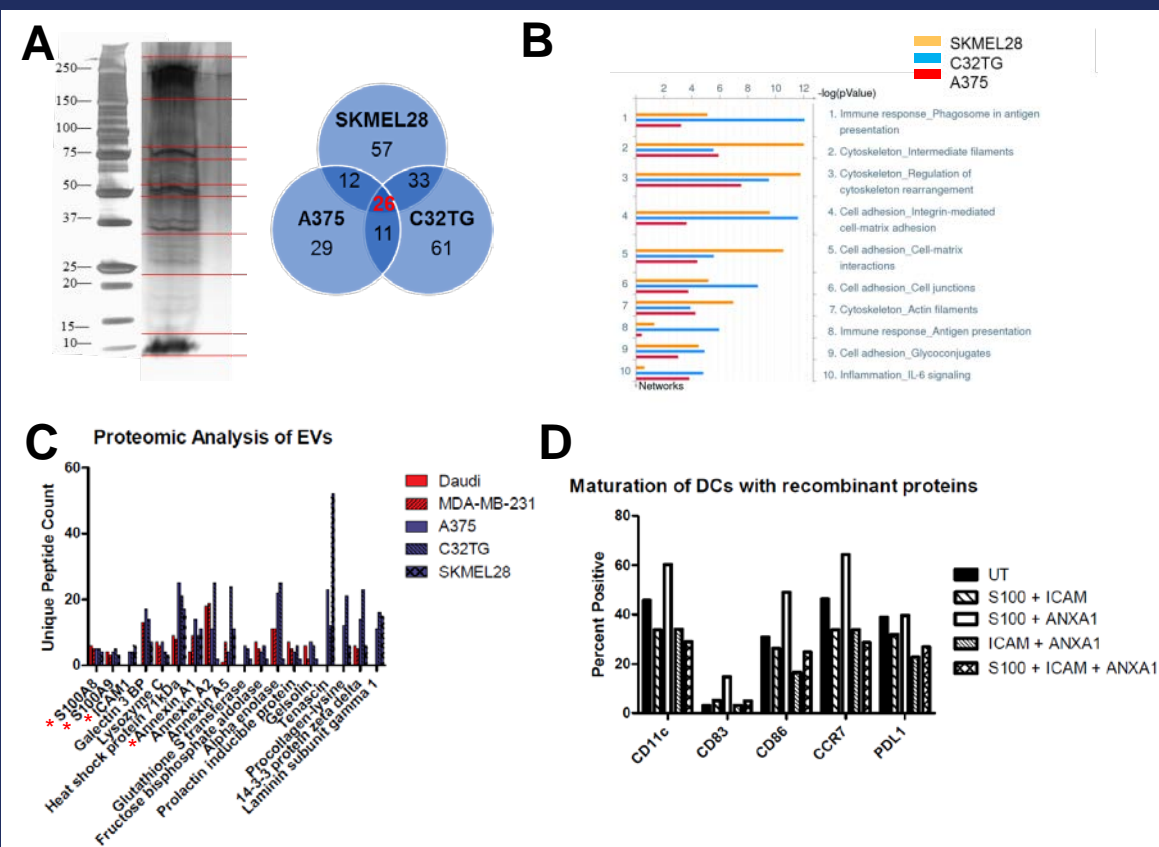 A
250
150
100
75
50
37
25
20
15
10
SKMEL28
57
12
33
26
A375
C32TG
11
29
61
B
SKMEL28
C32TG
A375
2 4 6 8 10 12
-log(pValue)
1
2
3
4
5
6
7
8
9
10
Networks
1. Immune response_Phagosome in antigen
presentation
2. Cytoskeleton_Intermediate filaments
3. Cytoskeleton_Regulation of
cytoskeleton rearrangement
4. Cell adhesion_Integrin-mediated
cell-matrix adhesion
5. Cell adhesion_Cell-matrix
interactions
6. Cell adhesion_Cell junctions
7. Cytoskeleton_Actin filaments
8. Immune response_Antigen presentation
9. Cell adhesion_Glycoconjugates
10. Inflammation_IL-6 signaling
C
Proteomic Analysis of EVs
Unique Peptide Count
60
40
20
0
* S100A8
* S100A9
* ICAM1
Galectin 3 BP
Lysozyme C
Heat shock protein 71kDa
*Annexin A1
Annexin A2
Annexin A5
Glutathione S transferase
Fructose bisphosphate aldolase
Alpha enolase
Prolactin inducible protein
Gelsolin
Tenascin
Procollagen-lysine
14-3-3 protein zeta delta
Laminin subunit gamma 1
Daudi
MDA-MB-231
A375
C32TG
SKMEL28
D
Maturation of DCs with recombinant proteins
Percent Positive
80
60
40
20
0
CD11c
CD83
CD86
CCR7
PDL1
UT
S100 + ICAM
S100 + ANXA1
ICAM + ANXA1
S100 + ICAM + ANXA1